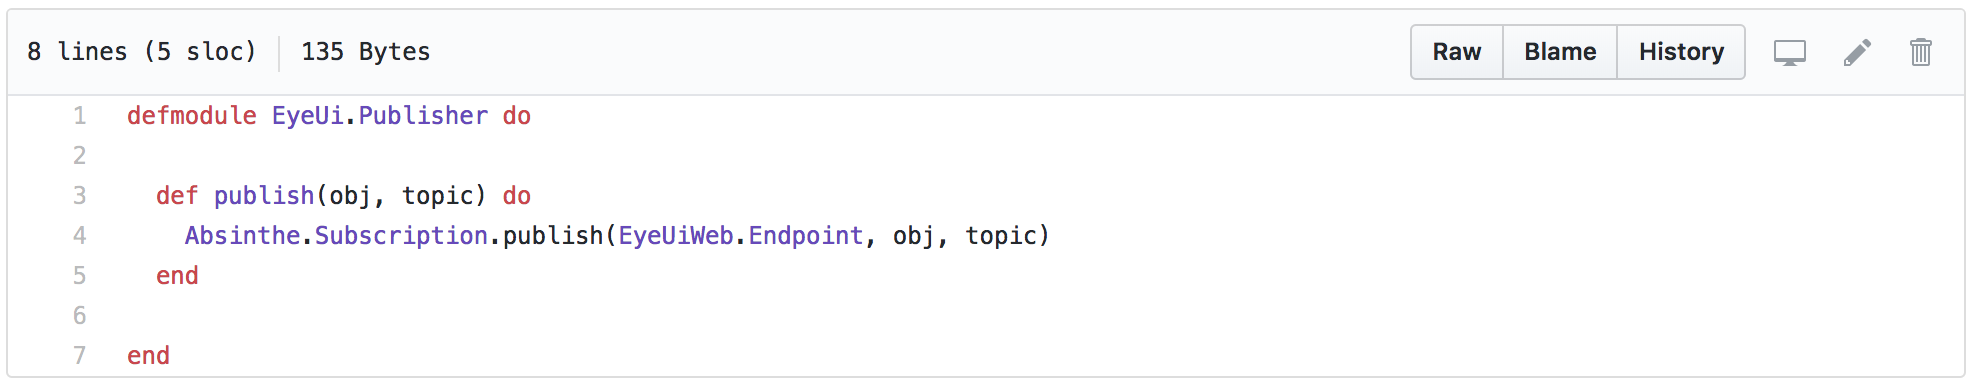 8 lines (5 sloc) 135 Bytes Raw Blame History
1 defmodule EyeUi.Publisher do
2
3   def publish(obj, topic) do
4     Absinthe.Subscription.publish(EyeUiWeb.Endpoint, obj, topic)
5   end
6
7 end